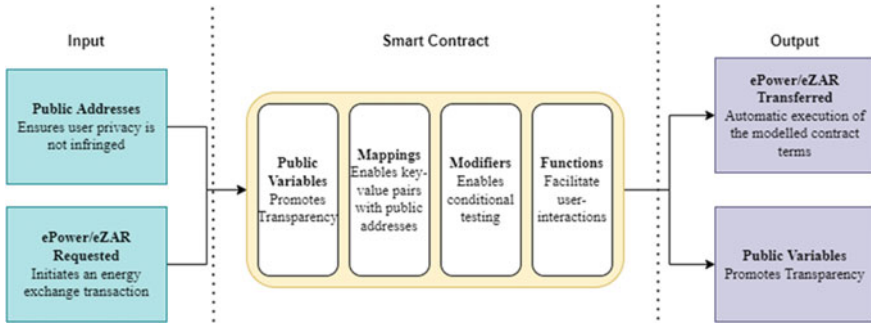 Input
Smart Contract
Output
Public Addresses
Ensures user privacy is
not infringed
ePower/eZAR
Requested
Initiates an energy
exchange transaction
Public
Variables
Promotes
Transparency
Mappings
Enables key-
value pairs
with public
addresses
Modifiers
Enables
conditional
testing
Functions
Facilitate
user-
interactions
ePower/eZAR
Transferred
Automatic execution of
the modelled contract
terms
Public Variables
Promotes Transparency